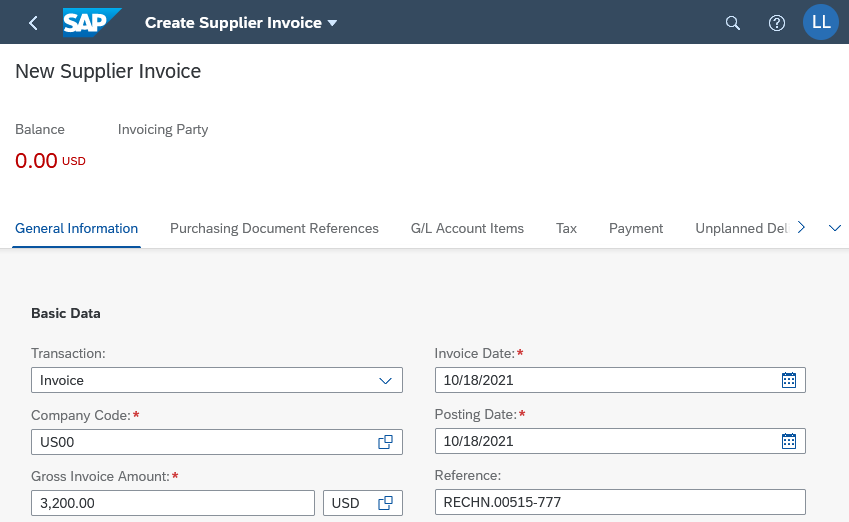 SAP Create Supplier Invoice LL
New Supplier Invoice
Balance Invoicing Party
0.00 USD
General Information Purchasing Document References G/L Account Items Tax Payment Unplanned Del
Basic Data
Transaction: Invoice Date:*
Invoice 10/18/2021
Company Code:* Posting Date:*
US00 10/18/2021
Gross Invoice Amount:* Reference:
3,200.00 USD RECHN.00515-777